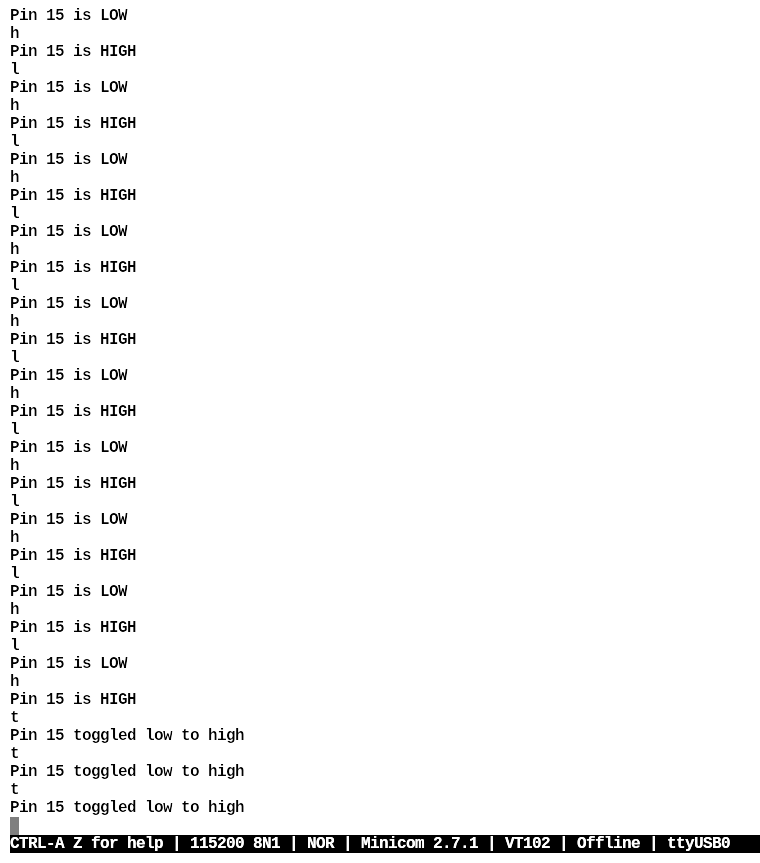 Pin 15 is LOW
h
Pin 15 is HIGH
l
Pin 15 is LOW
h
Pin 15 is HIGH
l
Pin 15 is LOW
h
Pin 15 is HIGH
l
Pin 15 is LOW
h
Pin 15 is HIGH
l
Pin 15 is LOW
h
Pin 15 is HIGH
l
Pin 15 is LOW
h
Pin 15 is HIGH
l
Pin 15 is LOW
h
Pin 15 is HIGH
l
Pin 15 is LOW
h
Pin 15 is HIGH
l
Pin 15 is LOW
h
Pin 15 is HIGH
l
Pin 15 is LOW
h
Pin 15 is HIGH
t
Pin 15 toggled low to high
t
Pin 15 toggled low to high
t
Pin 15 toggled low to high
CTRL-A Z for help | 115200 8N1 | NOR | Minicom 2.7.1 | VT102 | Offline | ttyUSB0